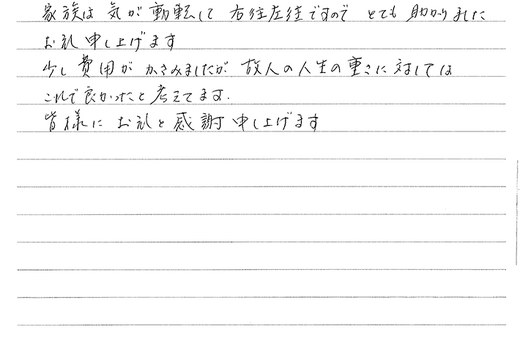 家族は 気が動転して 右往左往ですので とても 助かりました
お礼 申し上げます
少し 費用が かさみましたが 故人の人生の重さに 対しては
これで良かったと 考えてます.
皆様に お礼と感謝 申し上げます